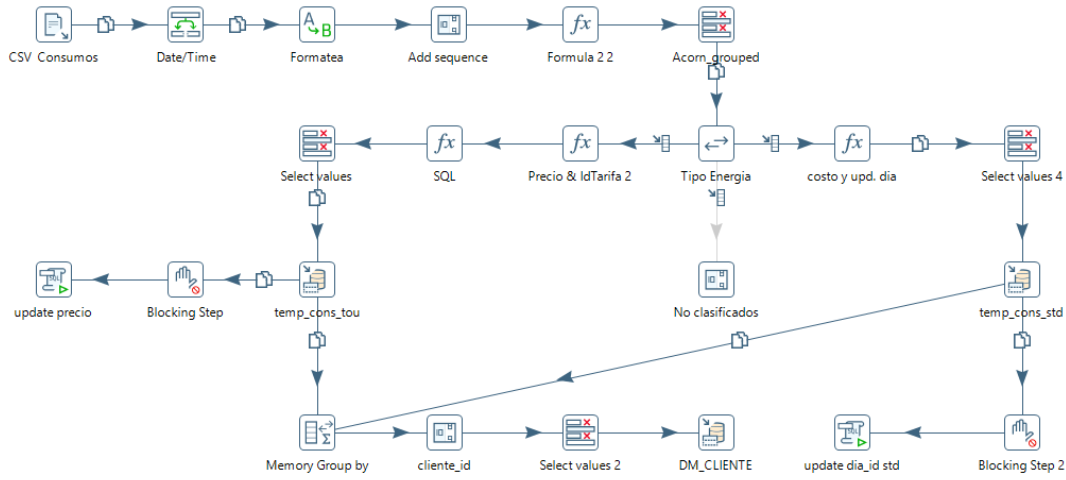 CSV Consumos
Date/Time
Formatea
Add sequence
Formula 2 2
Acorn_grouped
Select values
SQL
Precio & IdTarifa 2
Tipo Energia
costo y upd. dia
Select values 4
update precio
Blocking Step
temp_cons_tou
No clasificados
temp_cons_std
Memory Group by
cliente_id
Select values 2
DM_CLIENTE
update dia_id std
Blocking Step 2